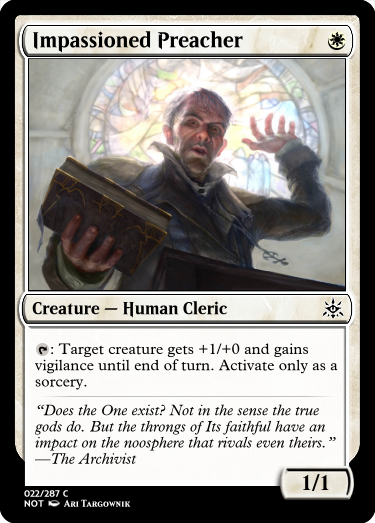 Impassioned Preacher
Creature — Human Cleric
: Target creature gets +1/+0 and gains
vigilance until end of turn. Activate only as a
sorcery.
“Does the One exist? Not in the sense the true
gods do. But the throngs of Its faithful have an
impact on the noosphere that rivals even theirs.”
—The Archivist
1/1
022/287 C
NOT Ari Targownik